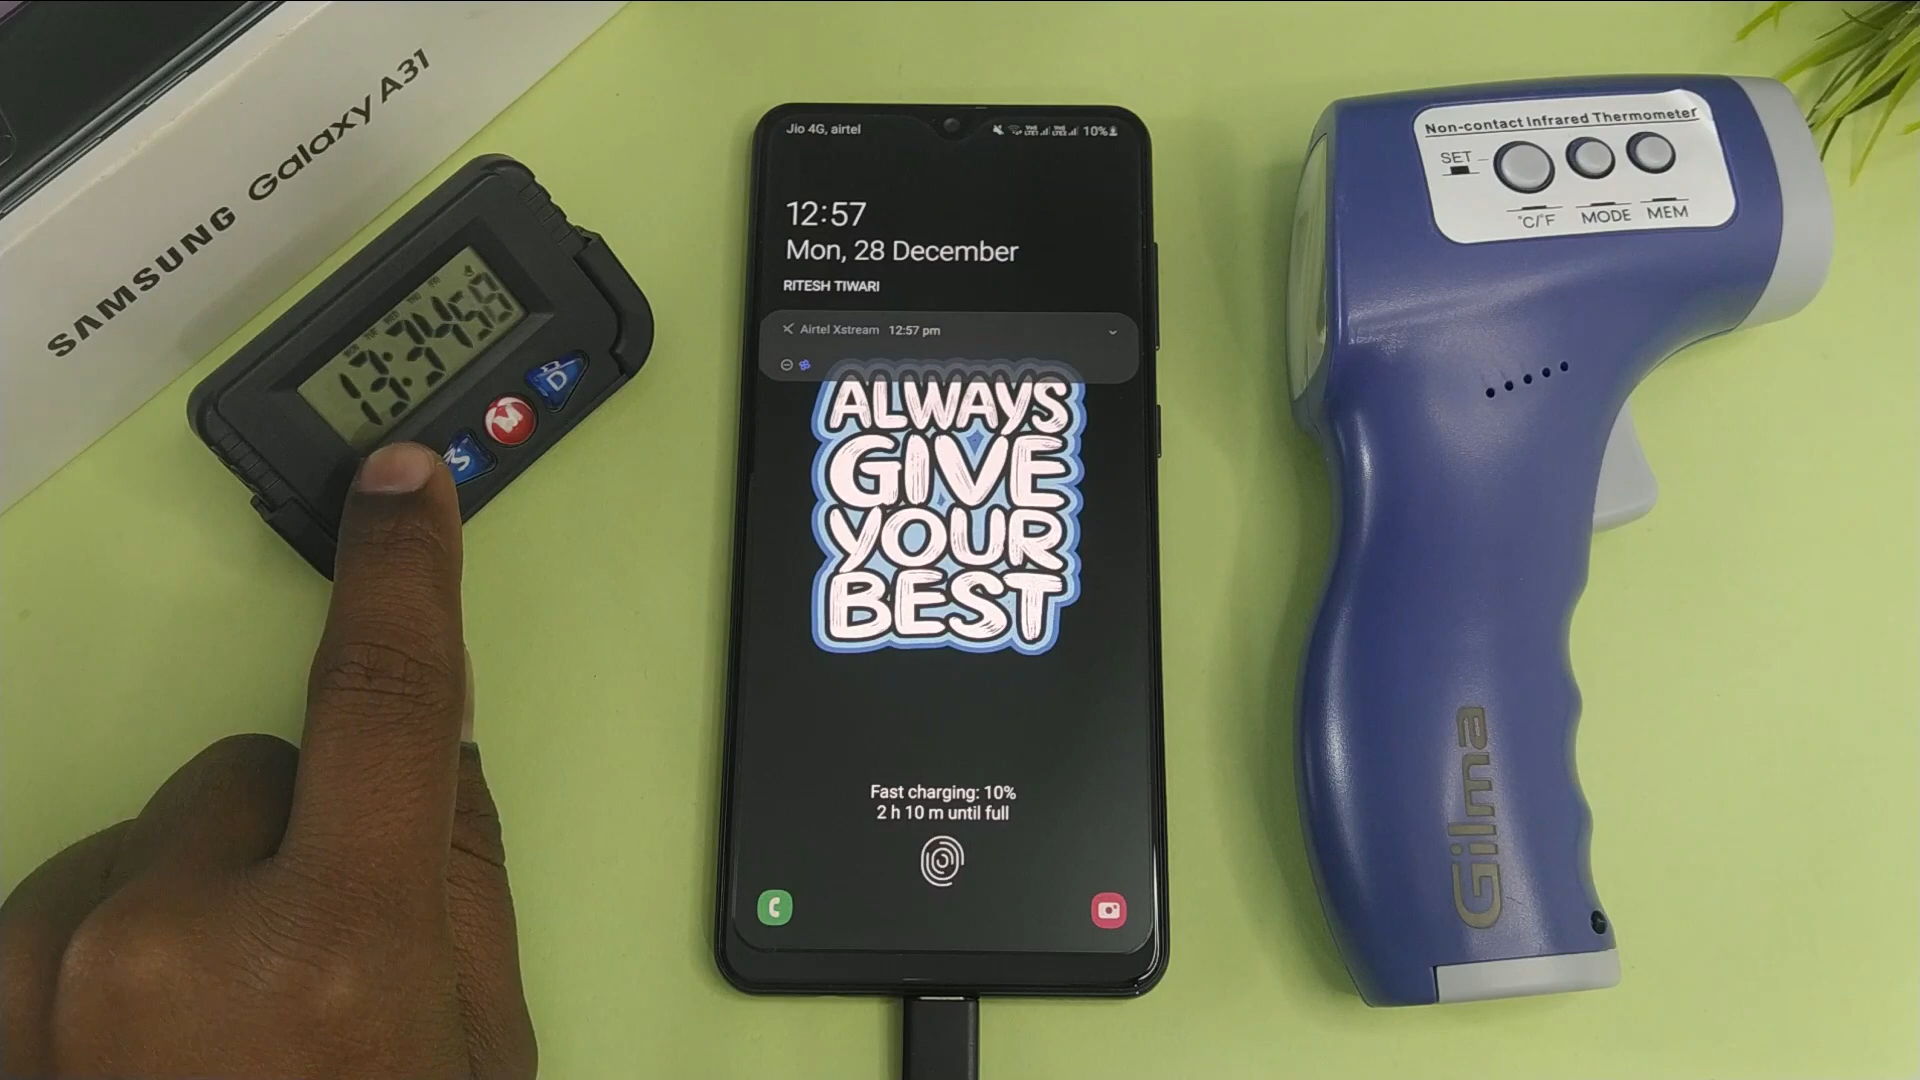 SAMSUNG Galaxy A31
D
M
S
Jio 4G, airtel
10%
12:57
Mon, 28 December
RITESH TIWARI
Airtel Xstream 12:57 pm
ALWAYS
GIVE
YOUR
BEST
Fast charging: 10%
2 h 10 m until full
Non-contact Infrared Thermometer
SET
°C/°F MODE MEM
Gilma